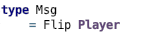 type Msg
    = Flip Player